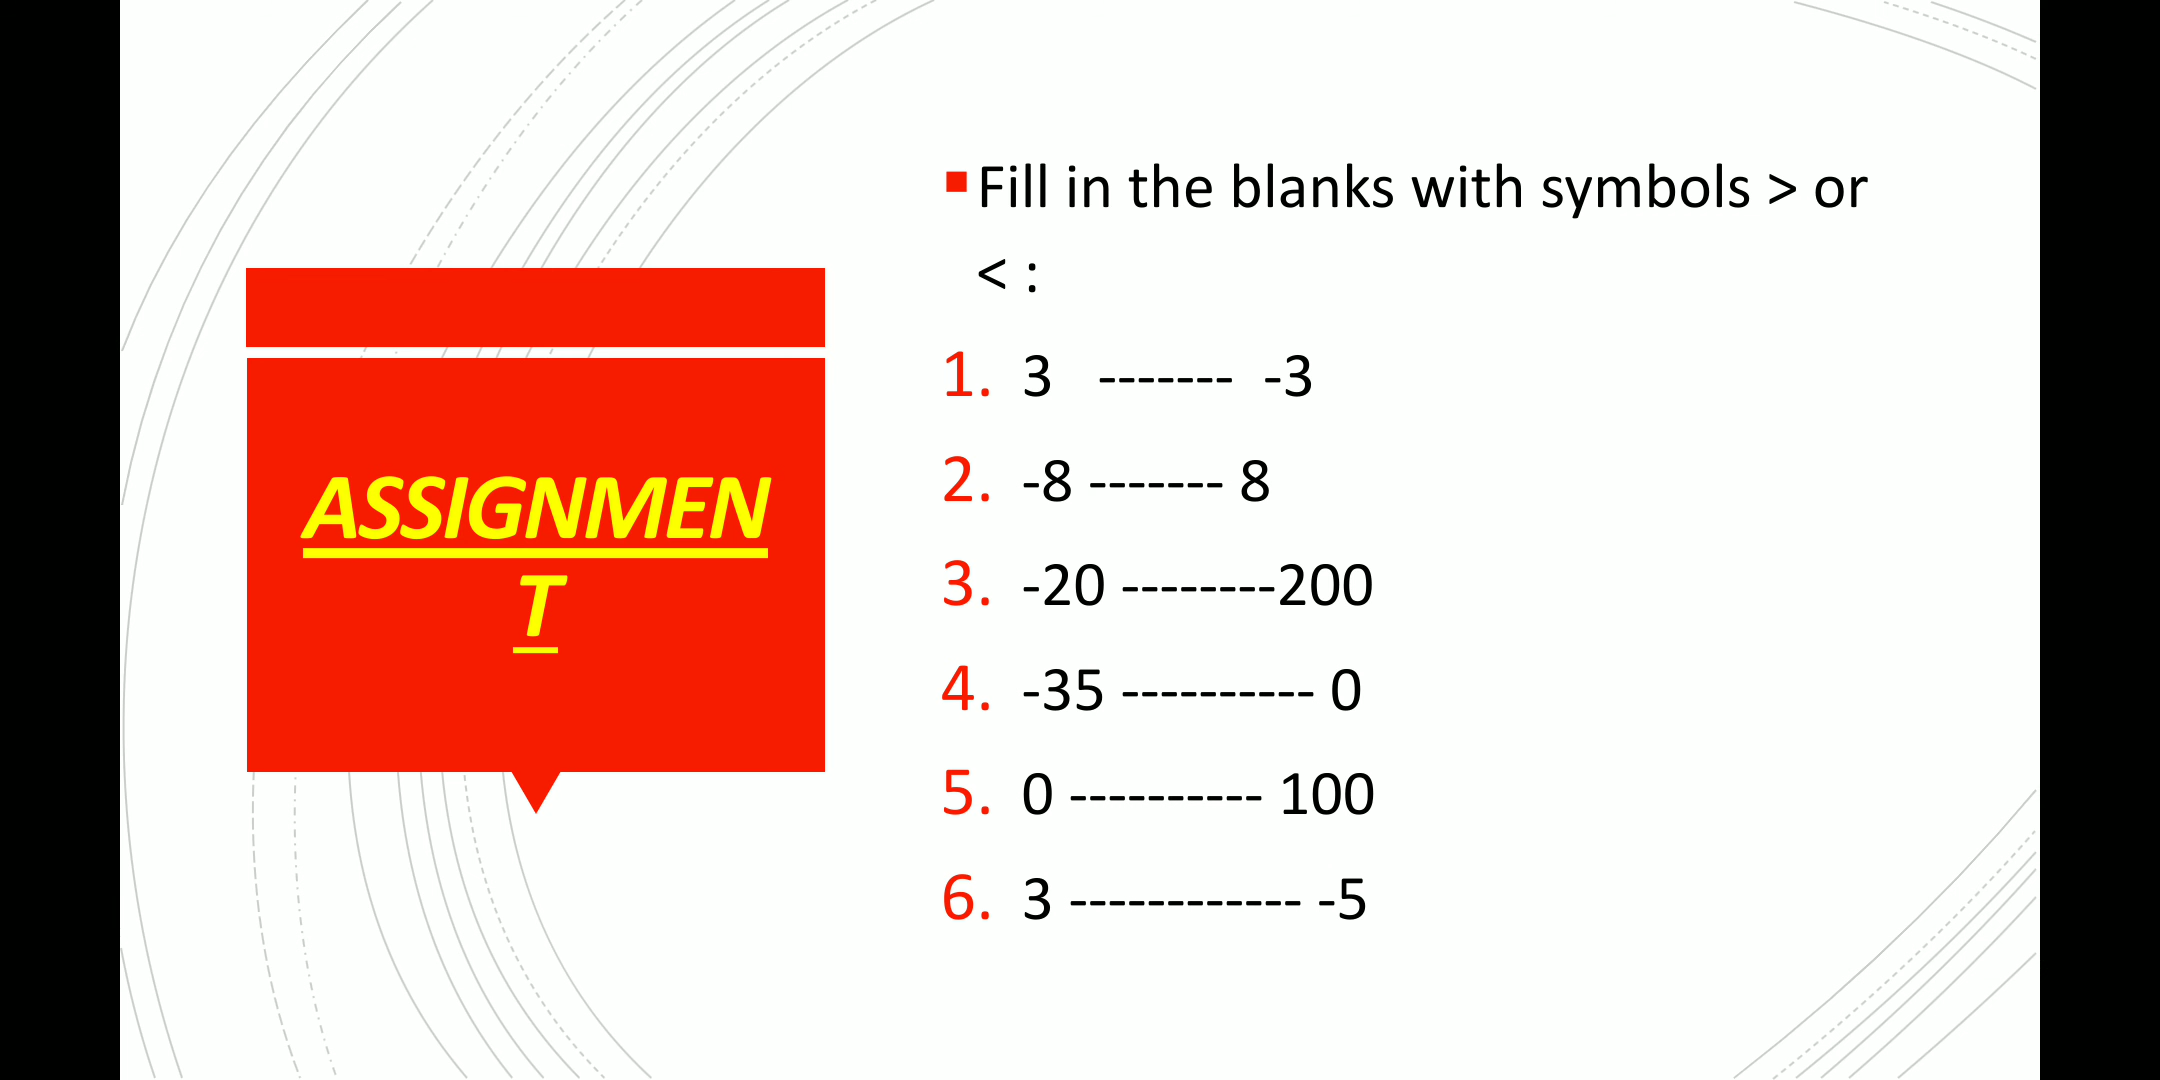 ASSIGNMEN
T
▪Fill in the blanks with symbols > or
< :
1. 3 ------- -3
2. -8 ------- 8
3. -20 --------200
4. -35 ---------- 0
5. 0 ---------- 100
6. 3 ------------ -5